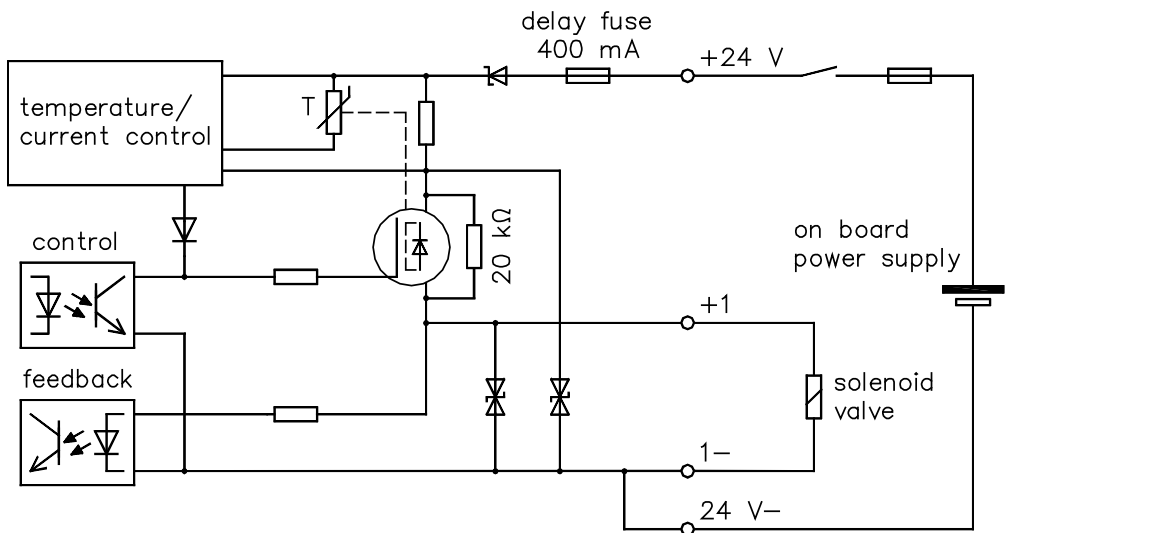 delay fuse
400 mA
+24 V
temperature/
current control
T
control
20 kΩ
on board
power supply
+1
feedback
solenoid
valve
1−
24 V−